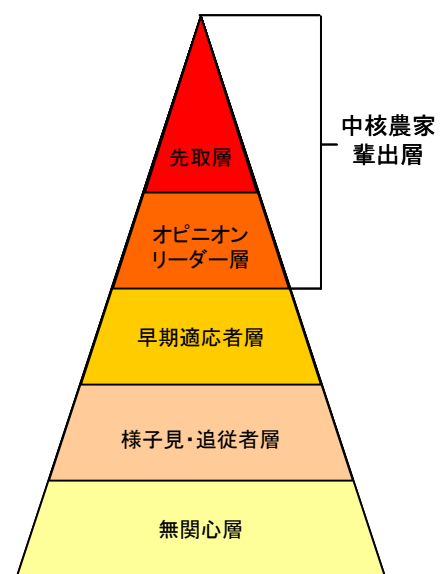 先取層
オピニオン
リーダー層
早期適応者層
様子見・追従者層
無関心層
中核農家
輩出層